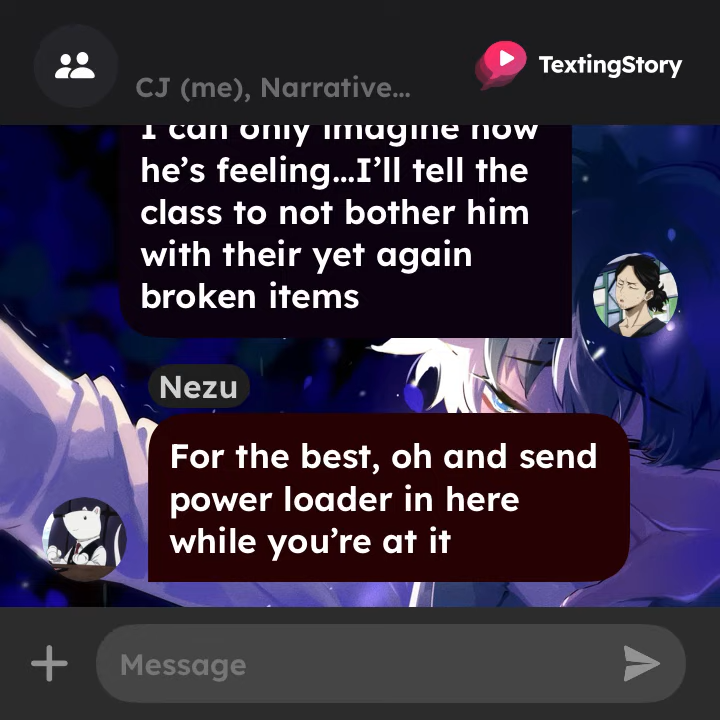 TextingStory
CJ (me), Narrative...
I can only imagine how
he's feeling...I'll tell the
class to not bother him
with their yet again
broken items
Nezu
For the best, oh and send
power loader in here
while you're at it
Message